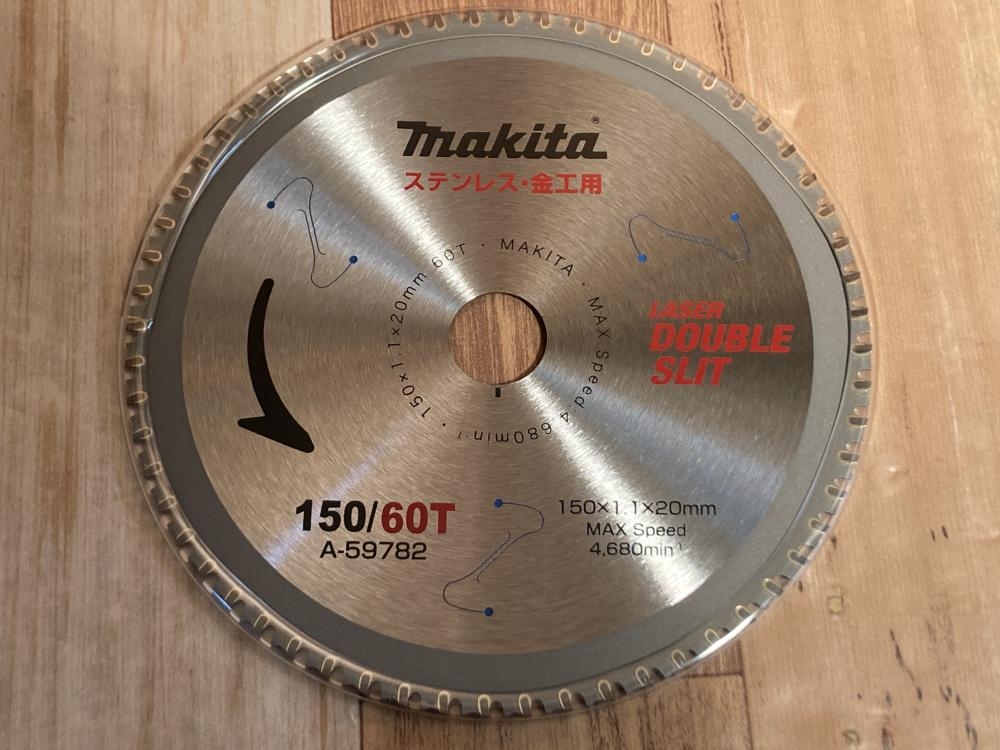 makita®
ステンレス・金工用
150×1.1×20mm 60T · MAKITA · MAX.Speed:4,680min⁻¹ ·
LASER
DOUBLE
SLIT
150/60T
A-59782
150×1.1×20mm
MAX Speed
4,680min⁻¹